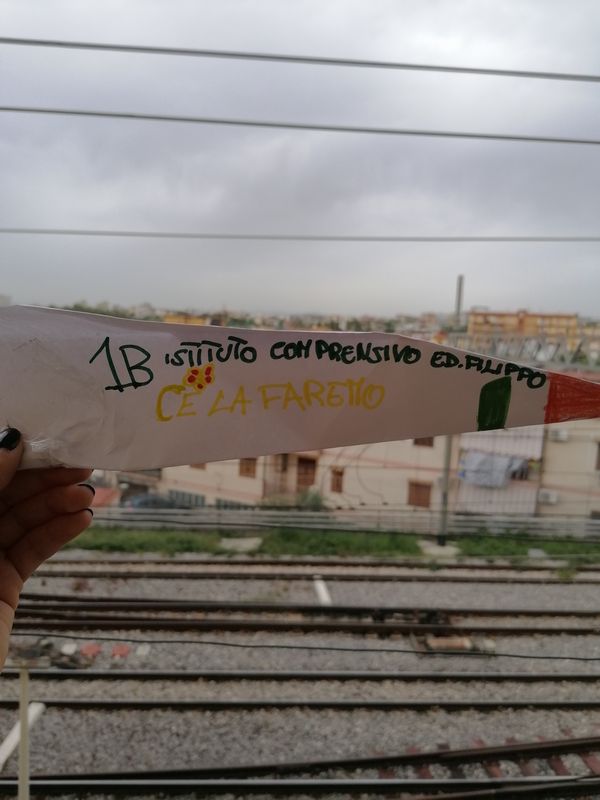 1B ISTITUTO COMPRENSIVO ED.FILIPPO
CE LA FAREMO